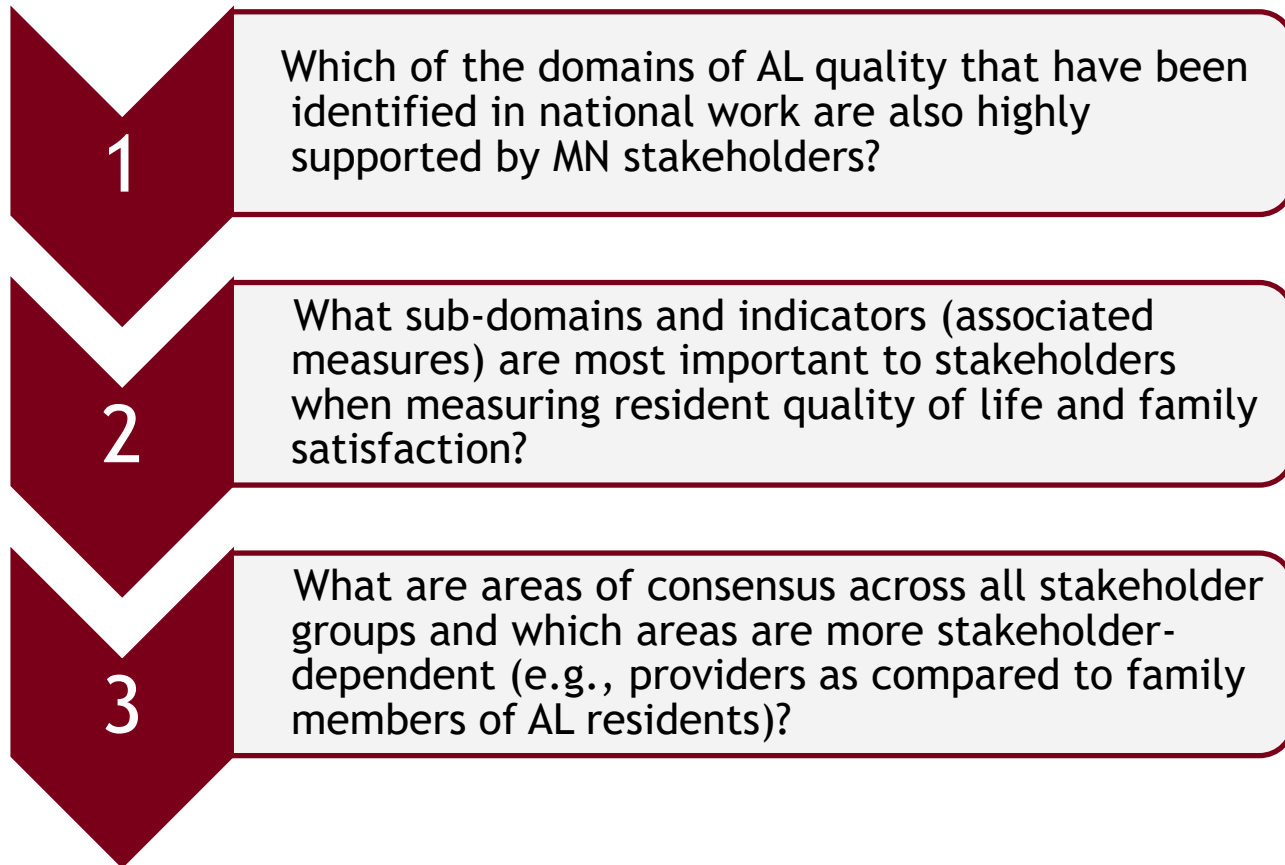 1
Which of the domains of AL quality that have been
identified in national work are also highly
supported by MN stakeholders?
2
What sub-domains and indicators (associated
measures) are most important to stakeholders
when measuring resident quality of life and family
satisfaction?
3
What are areas of consensus across all stakeholder
groups and which areas are more stakeholder-
dependent (e.g., providers as compared to family
members of AL residents)?